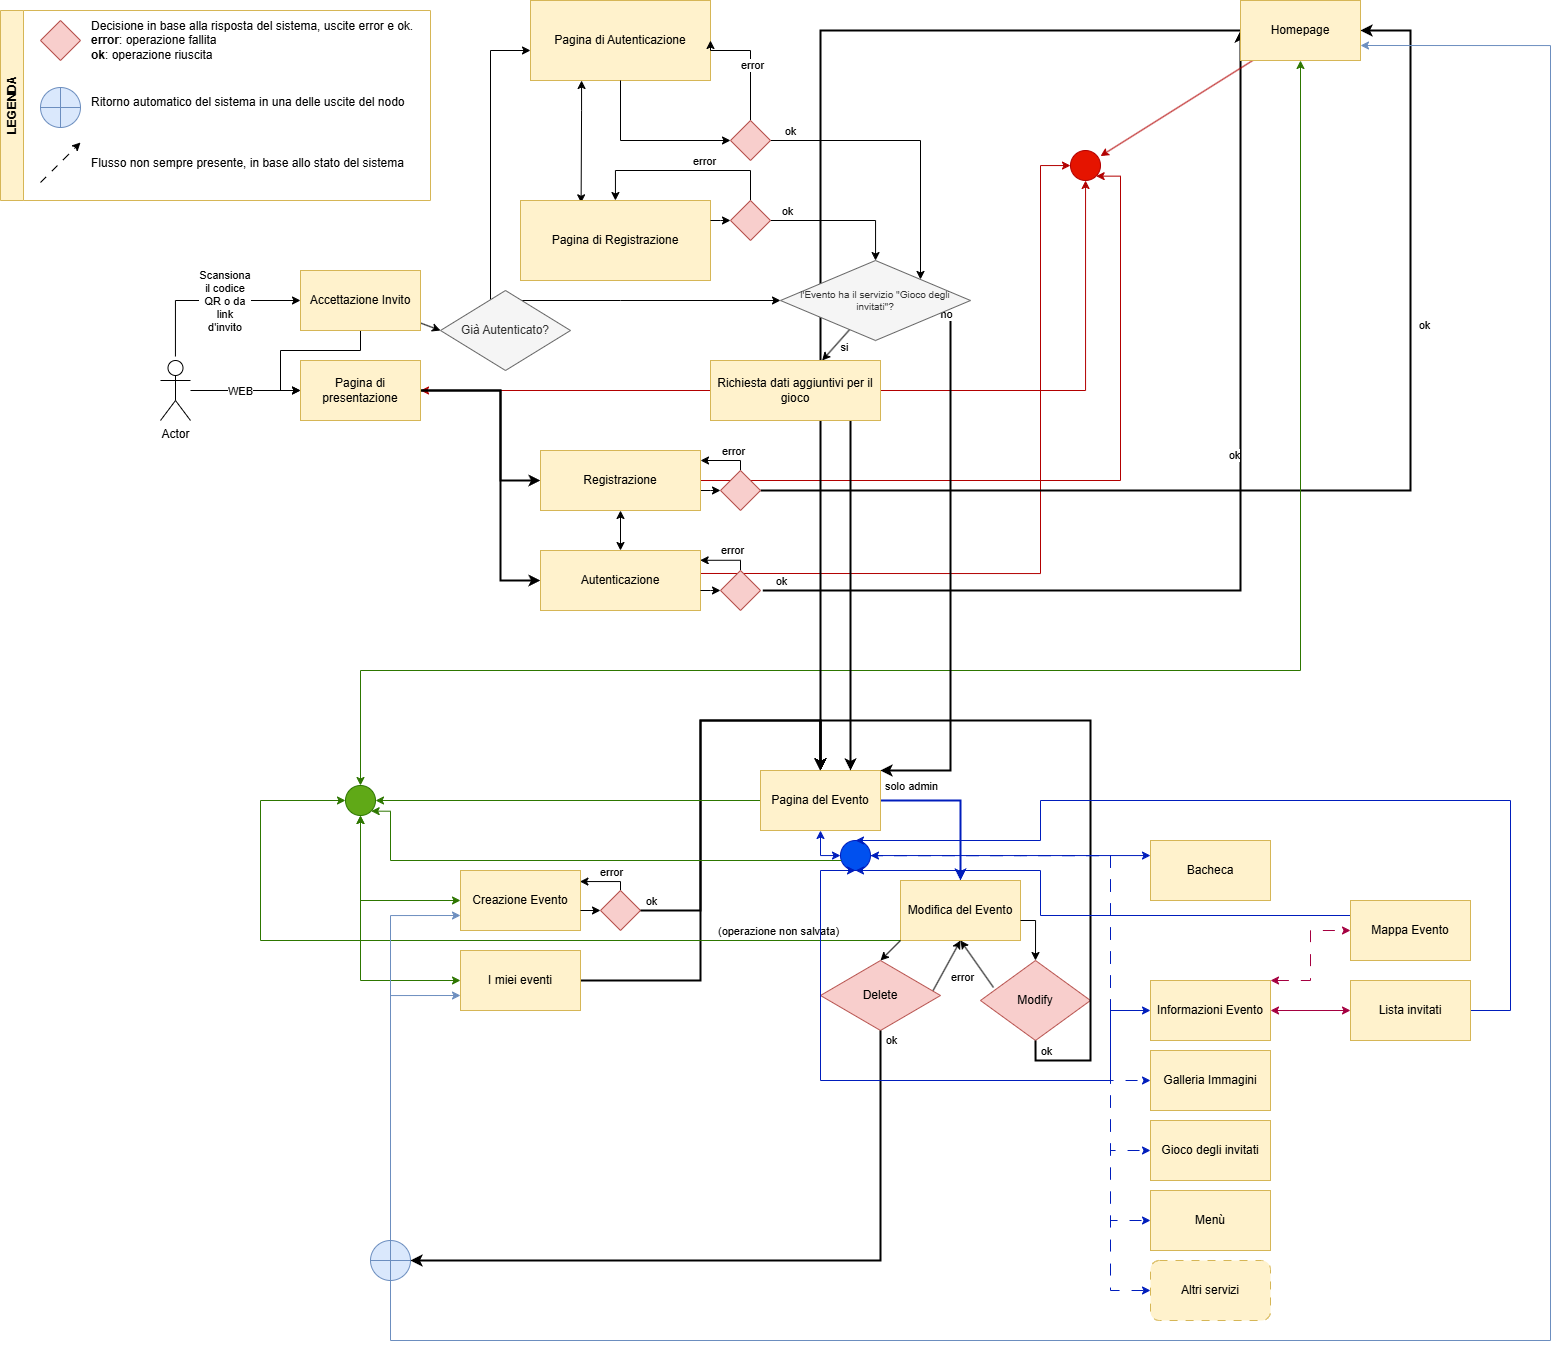 LEGENDA
Decisione in base alla risposta del sistema, uscite error e ok.
error: operazione fallita
ok: operazione riuscita
Ritorno automatico del sistema in una delle uscite del nodo
Flusso non sempre presente, in base allo stato del sistema
Pagina di Autenticazione
error
ok
Homepage
error
Pagina di Registrazione
ok
Scansiona
il codice
QR o da
link
d'invito
Accettazione Invito
Già Autenticato?
l'Evento ha il servizio "Gioco degli
invitati"?
no
si
ok
WEB
Actor
Pagina di
presentazione
Richiesta dati aggiuntivi per il
gioco
error
Registrazione
ok
error
Autenticazione
ok
solo admin
Pagina del Evento
Bacheca
error
Creazione Evento
ok
Modifica del Evento
(operazione non salvata)
Mappa Evento
I miei eventi
error
Delete
Modify
Informazioni Evento
Lista invitati
ok
ok
Galleria Immagini
Gioco degli invitati
Menù
Altri servizi